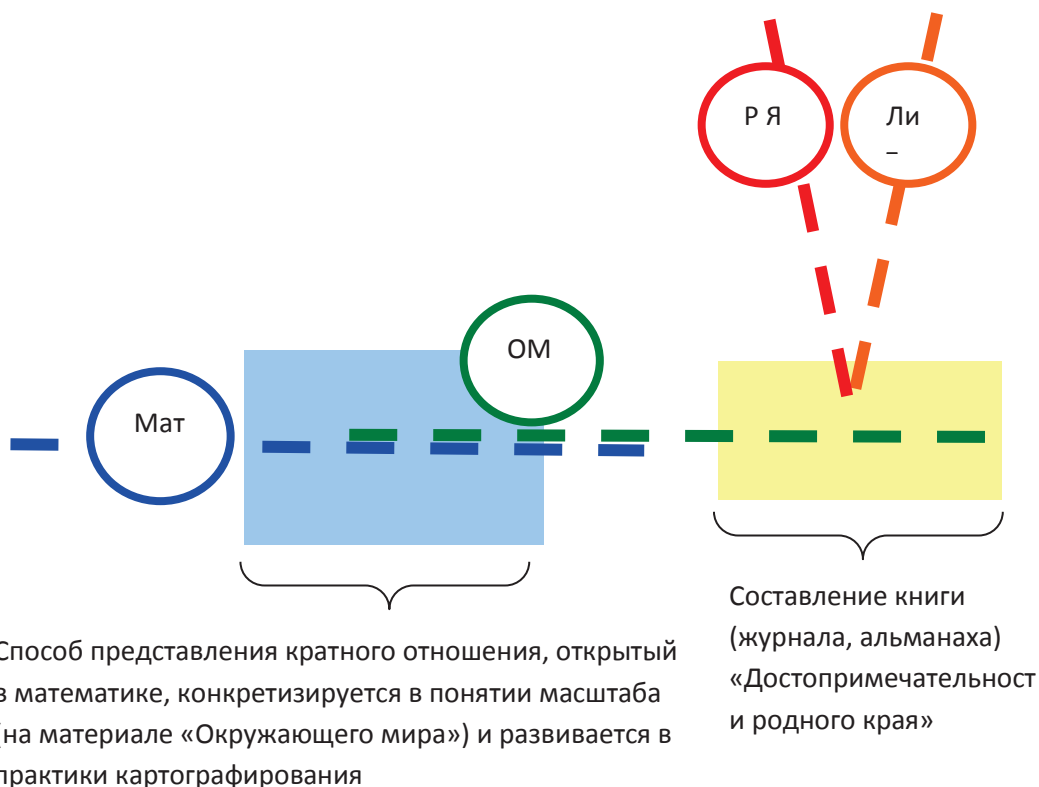 Р Я
Ли
–
ОМ
Мат
Составление книги
(журнала, альманаха)
«Достопримечательност
и родного края»
Способ представления кратного отношения, открытый
в математике, конкретизируется в понятии масштаба
(на материале «Окружающего мира») и развивается в
практики картографирования